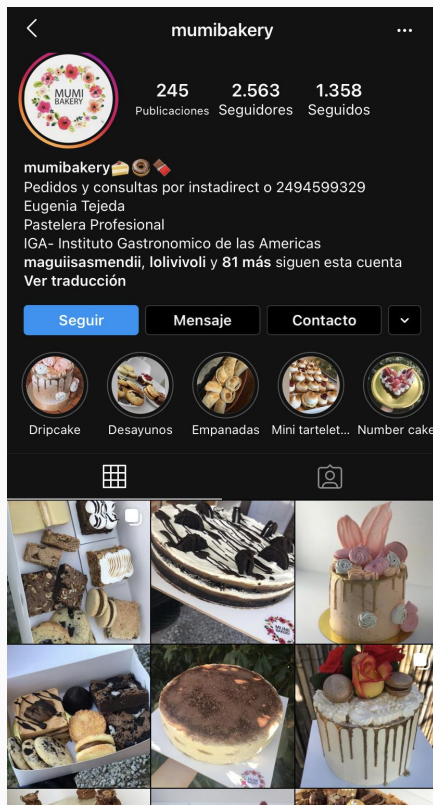 mumibakery
MUMI
BAKERY
245
2.563
1.358
Publicaciones
Seguidores
Seguidos
mumibakery
Pedidos y consultas por instadirect o 2494599329
Eugenia Tejeda
Pastelera Profesional
IGA- Instituto Gastronomico de las Americas
maguiisasmendii, lolivivoli y 81 más siguen esta cuenta
Ver traducción
Seguir
Mensaje
Contacto
Dripcake
Desayunos
Empanadas
Mini tartelet...
Number cake
MUMI
BAKERY